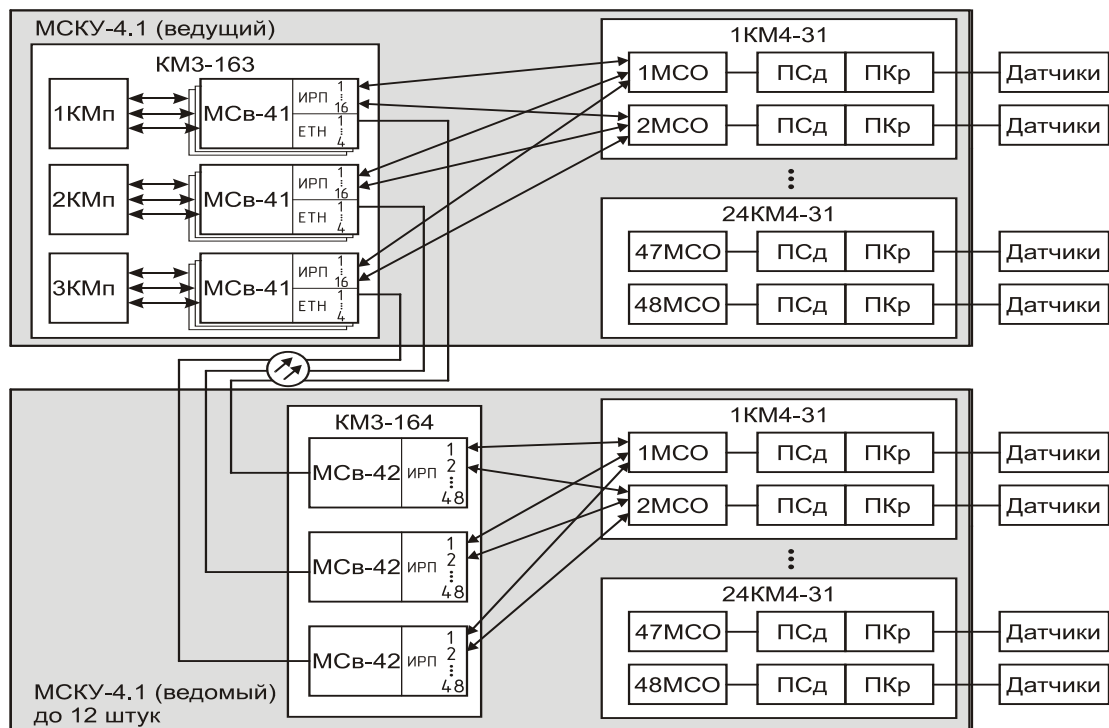 МСКУ-4.1 (ведущий)
КМ3-163
1КМп
МСв-41
ИРП
1
⋮
16
ETH
1
⋮
4
2КМп
МСв-41
ИРП
1
⋮
16
ETH
1
⋮
4
3КМп
МСв-41
ИРП
1
⋮
16
ETH
1
⋮
4
1КМ4-31
1МСО ПСд ПКр Датчики
2МСО ПСд ПКр Датчики
⋮
24КМ4-31
47МСО ПСд ПКр Датчики
48МСО ПСд ПКр Датчики
КМ3-164
МСв-42
ИРП
1
2
⋮
48
МСв-42
ИРП
1
2
⋮
48
МСв-42
ИРП
1
2
⋮
48
1КМ4-31
1МСО ПСд ПКр Датчики
2МСО ПСд ПКр Датчики
⋮
24КМ4-31
47МСО ПСд ПКр Датчики
48МСО ПСд ПКр Датчики
МСКУ-4.1 (ведомый)
до 12 штук